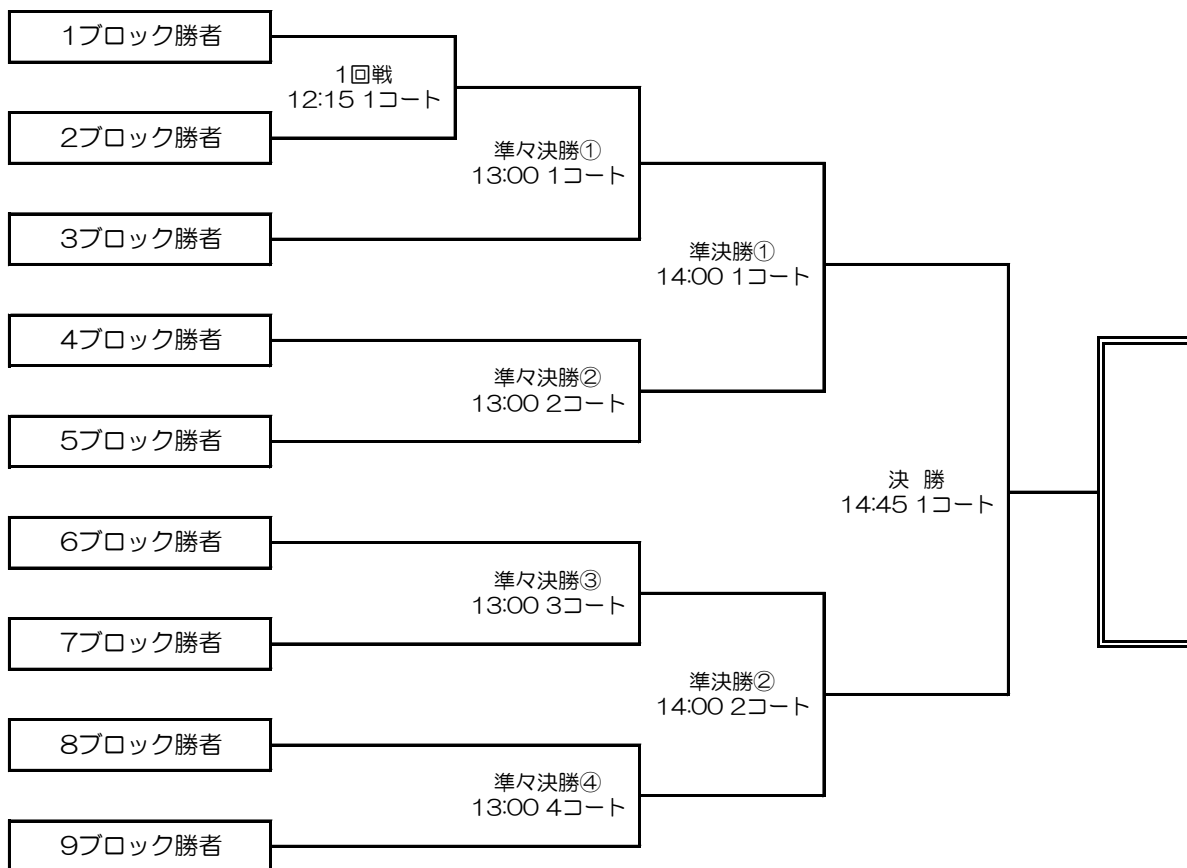 1ブロック勝者
1回戦
12:15 1コート
2ブロック勝者
準々決勝①
13:00 1コート
3ブロック勝者
準決勝①
14:00 1コート
4ブロック勝者
準々決勝②
13:00 2コート
5ブロック勝者
決 勝
14:45 1コート
6ブロック勝者
準々決勝③
13:00 3コート
7ブロック勝者
準決勝②
14:00 2コート
8ブロック勝者
準々決勝④
13:00 4コート
9ブロック勝者